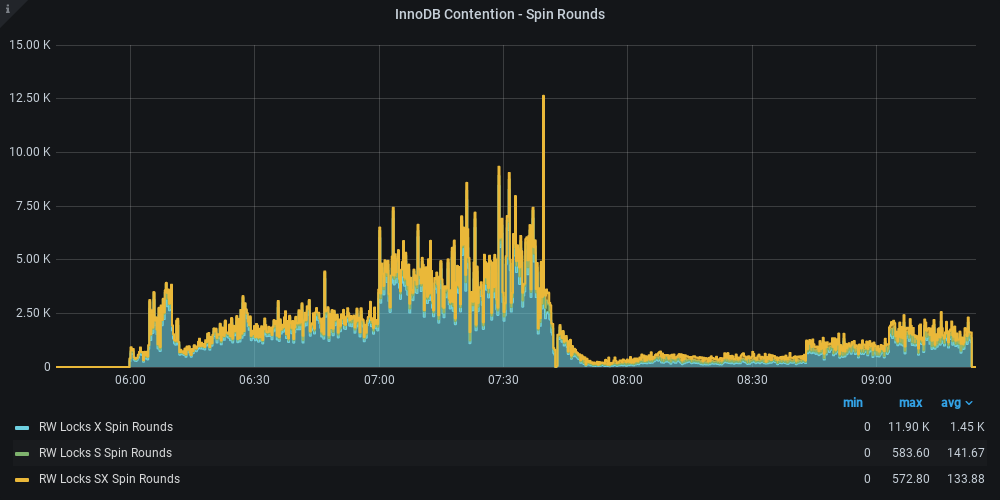 i
InnoDB Contention - Spin Rounds
15.00 K
12.50 K
10.00 K
7.50 K
5.00 K
2.50 K
0
06:00 06:30 07:00 07:30 08:00 08:30 09:00
min max avg
RW Locks X Spin Rounds 0 11.90 K 1.45 K
RW Locks S Spin Rounds 0 583.60 141.67
RW Locks SX Spin Rounds 0 572.80 133.88